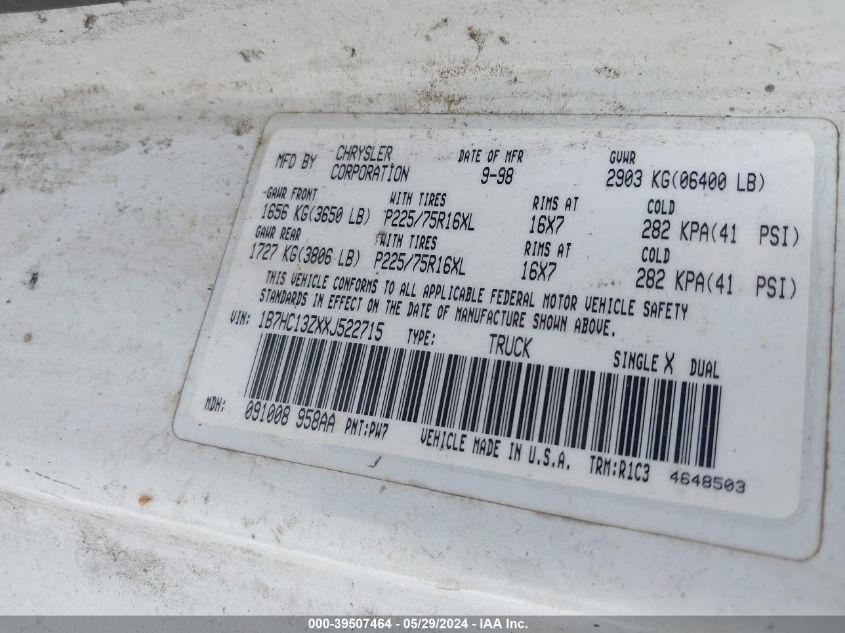 MFD BY CHRYSLER CORPORATION DATE OF MFR 9-98 GVWR 2903 KG(06400 LB)
GAWR FRONT WITH TIRES RIMS AT COLD
1656 KG(3650 LB) P225/75R16XL 16X7 282 KPA(41 PSI)
GAWR REAR WITH TIRES RIMS AT COLD
1727 KG(3806 LB) P225/75R16XL 16X7 282 KPA(41 PSI)
THIS VEHICLE CONFORMS TO ALL APPLICABLE FEDERAL MOTOR VEHICLE SAFETY
STANDARDS IN EFFECT ON THE DATE OF MANUFACTURE SHOWN ABOVE.
VIN: 1B7HC13ZXXJ522715 TYPE: TRUCK SINGLE X DUAL
MDH: 091008 958AA PNT:PW7 VEHICLE MADE IN U.S.A. TRM:R1C3 4648503
000-39507464 - 05/29/2024 - IAA Inc.